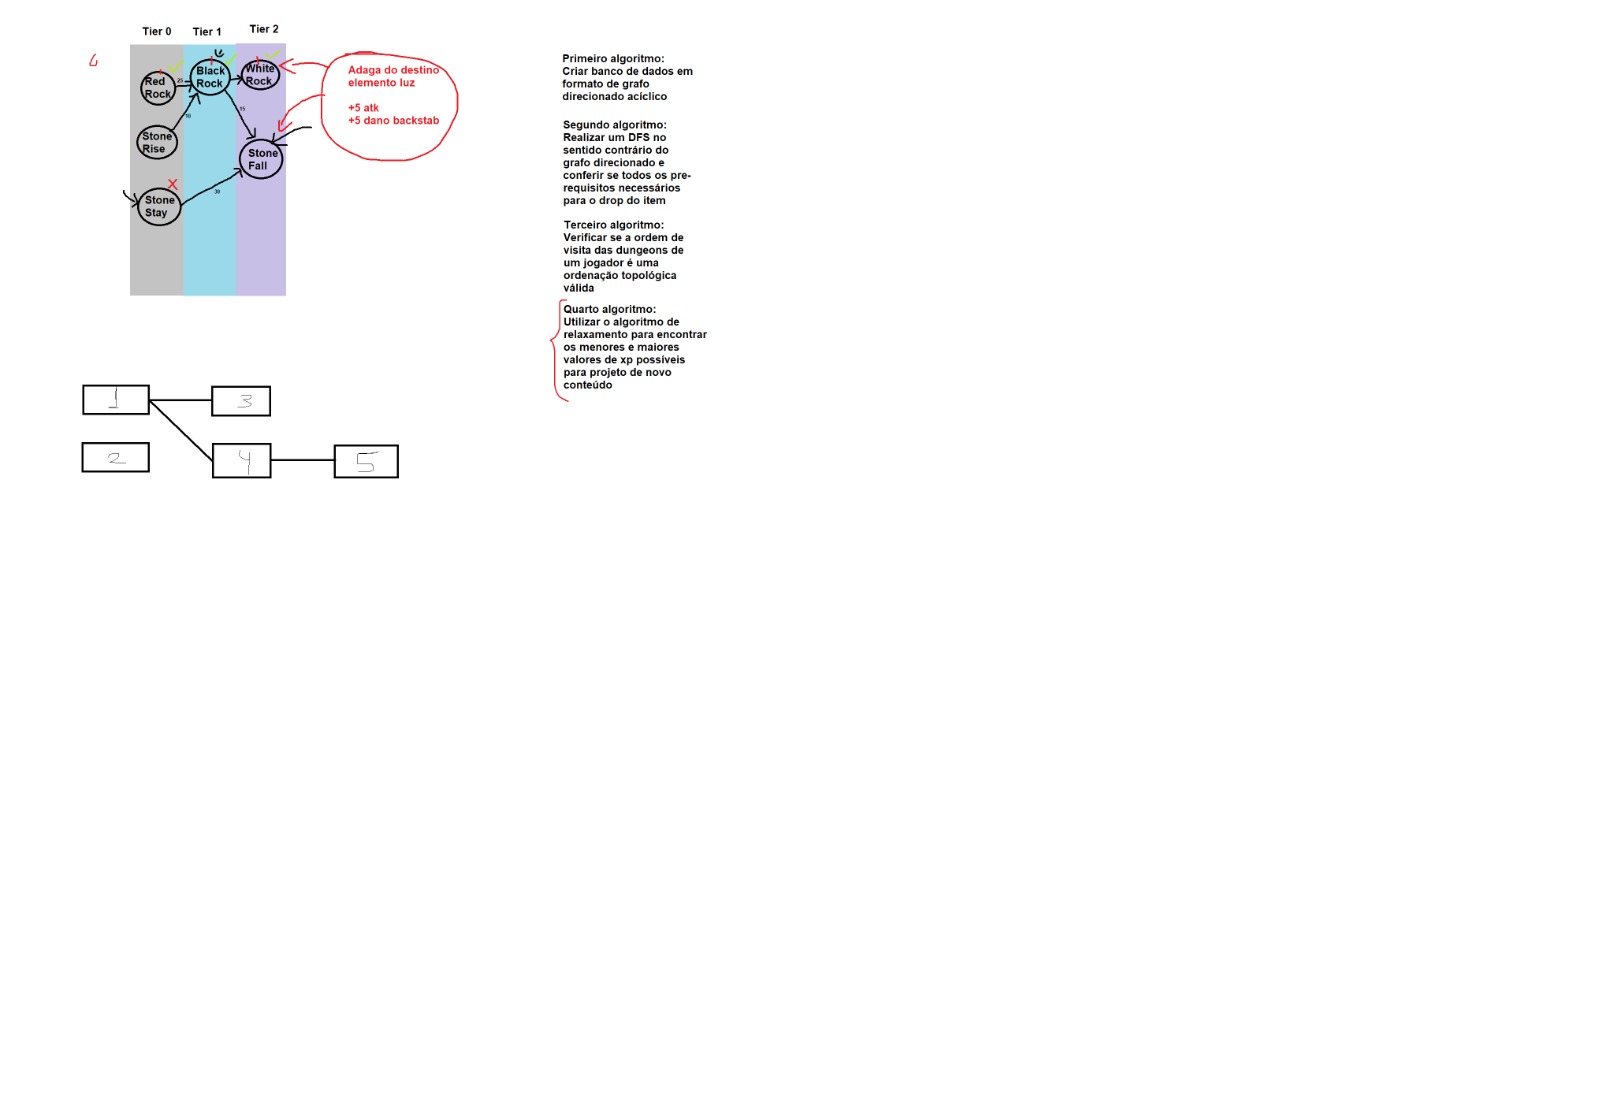 Tier 0
Tier 1
Tier 2
Red
Rock
25
Black
Rock
White
Rock
10
15
Stone
Rise
Stone
Fall
Stone
Stay
30
Adaga do destino
elemento luz
+5 atk
+5 dano backstab
Primeiro algoritmo:
Criar banco de dados em
formato de grafo
direcionado acíclico
Segundo algoritmo:
Realizar um DFS no
sentido contrário do
grafo direcionado e
conferir se todos os pre-
requisitos necessários
para o drop do item
Terceiro algoritmo:
Verificar se a ordem de
visita das dungeons de
um jogador é uma
ordenação topológica
válida
Quarto algoritmo:
Utilizar o algoritmo de
relaxamento para encontrar
os menores e maiores
valores de xp possíveis
para projeto de novo
conteúdo
1
3
2
4
5